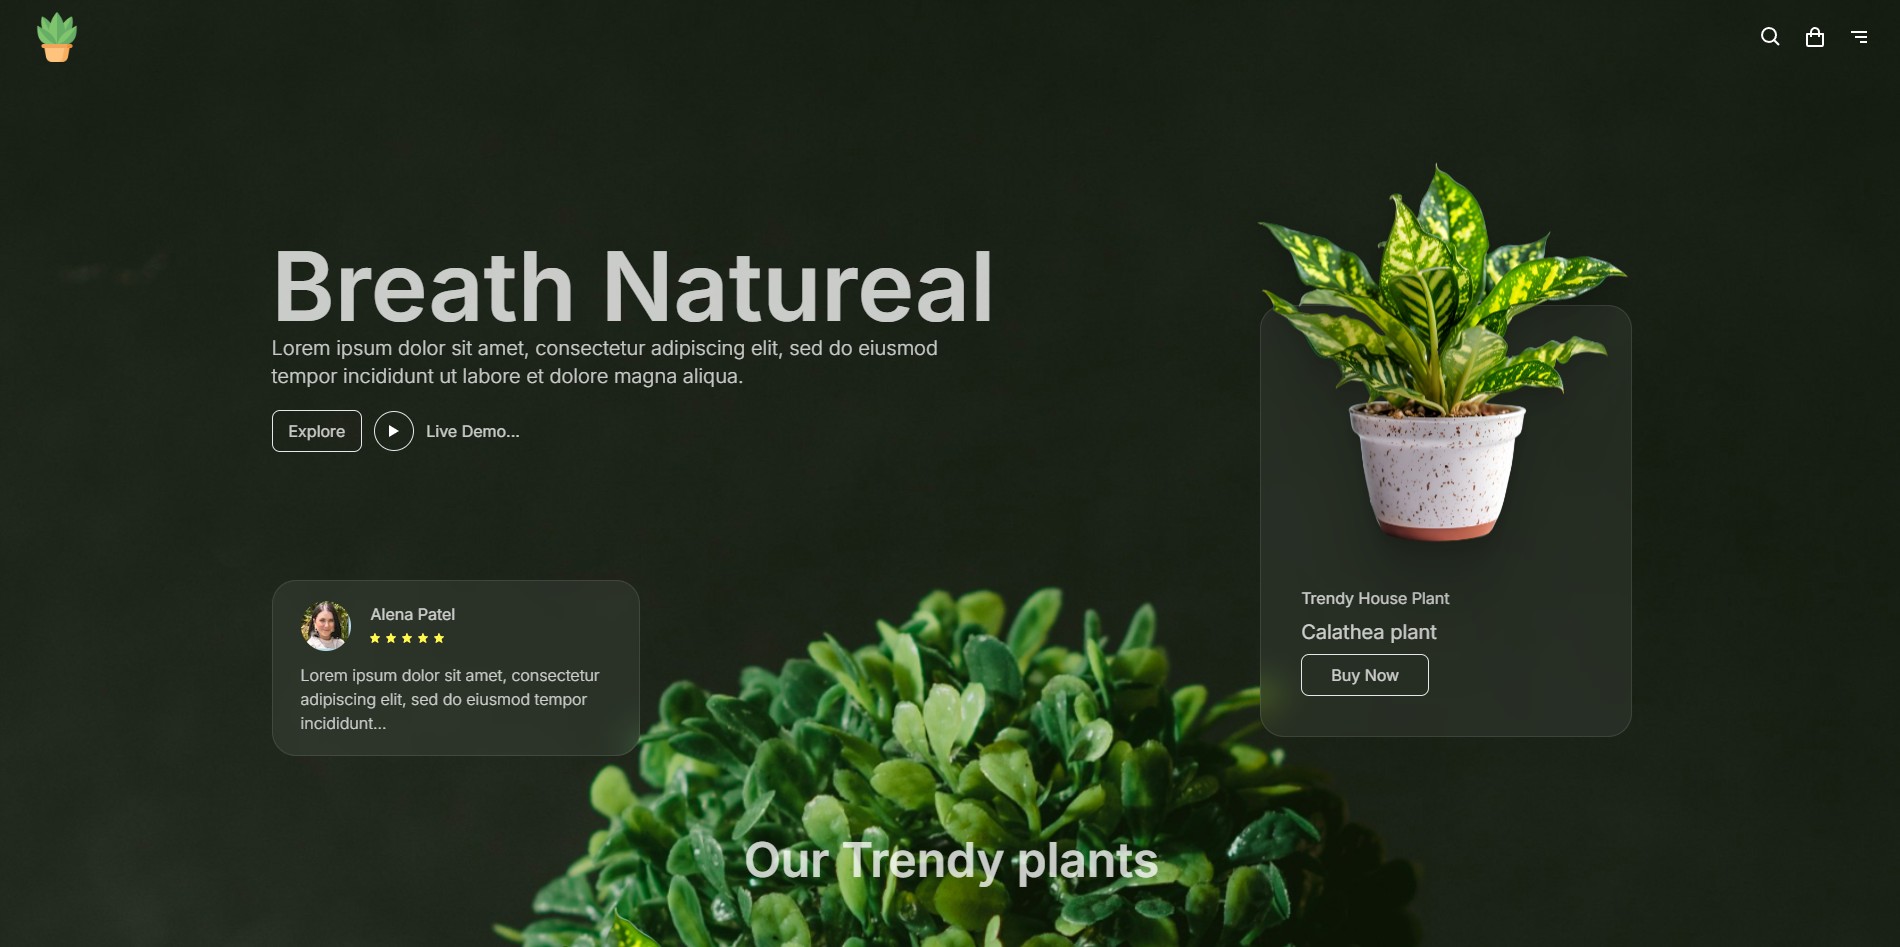 Breath Natureal
Lorem ipsum dolor sit amet, consectetur adipiscing elit, sed do eiusmod
tempor incididunt ut labore et dolore magna aliqua.
Explore
Live Demo...
Trendy House Plant
Calathea plant
Buy Now
Alena Patel
Lorem ipsum dolor sit amet, consectetur
adipiscing elit, sed do eiusmod tempor
incididunt...
Our Trendy plants